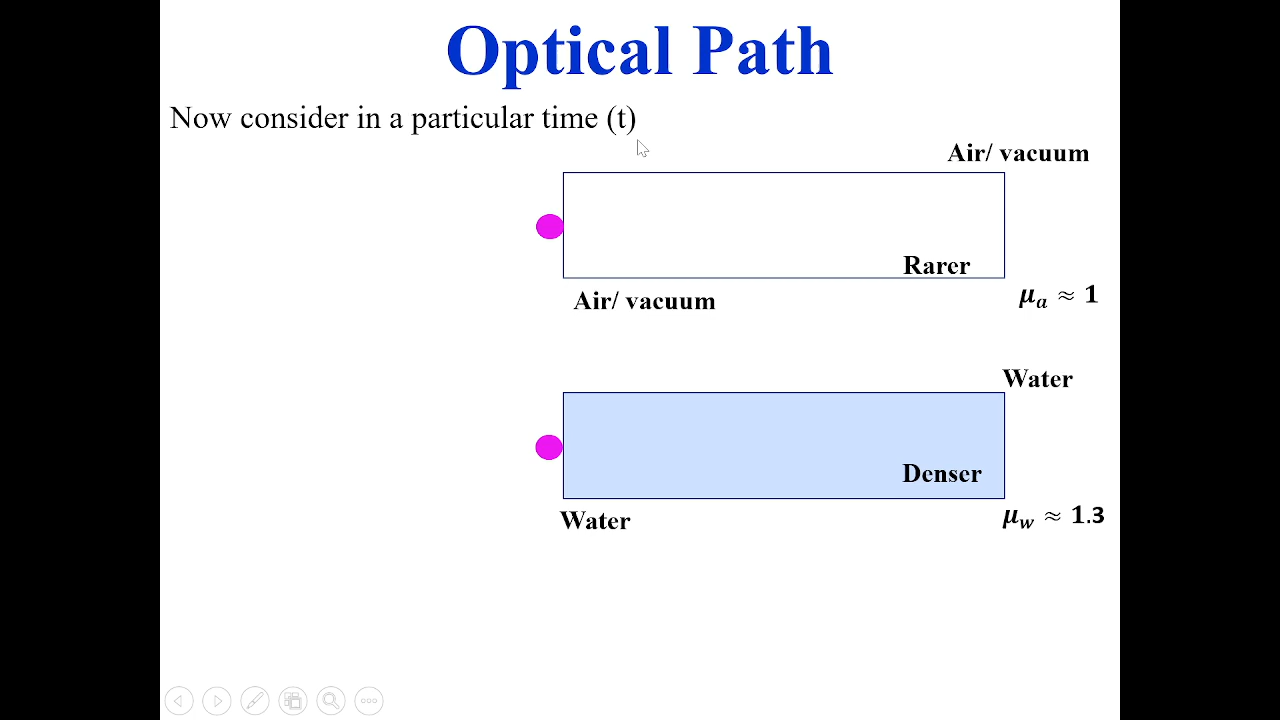 Optical Path
Now consider in a particular time (t)
Air/ vacuum
Rarer
Air/ vacuum
μₐ ≈ 1
Water
Denser
Water
μ_w ≈ 1.3